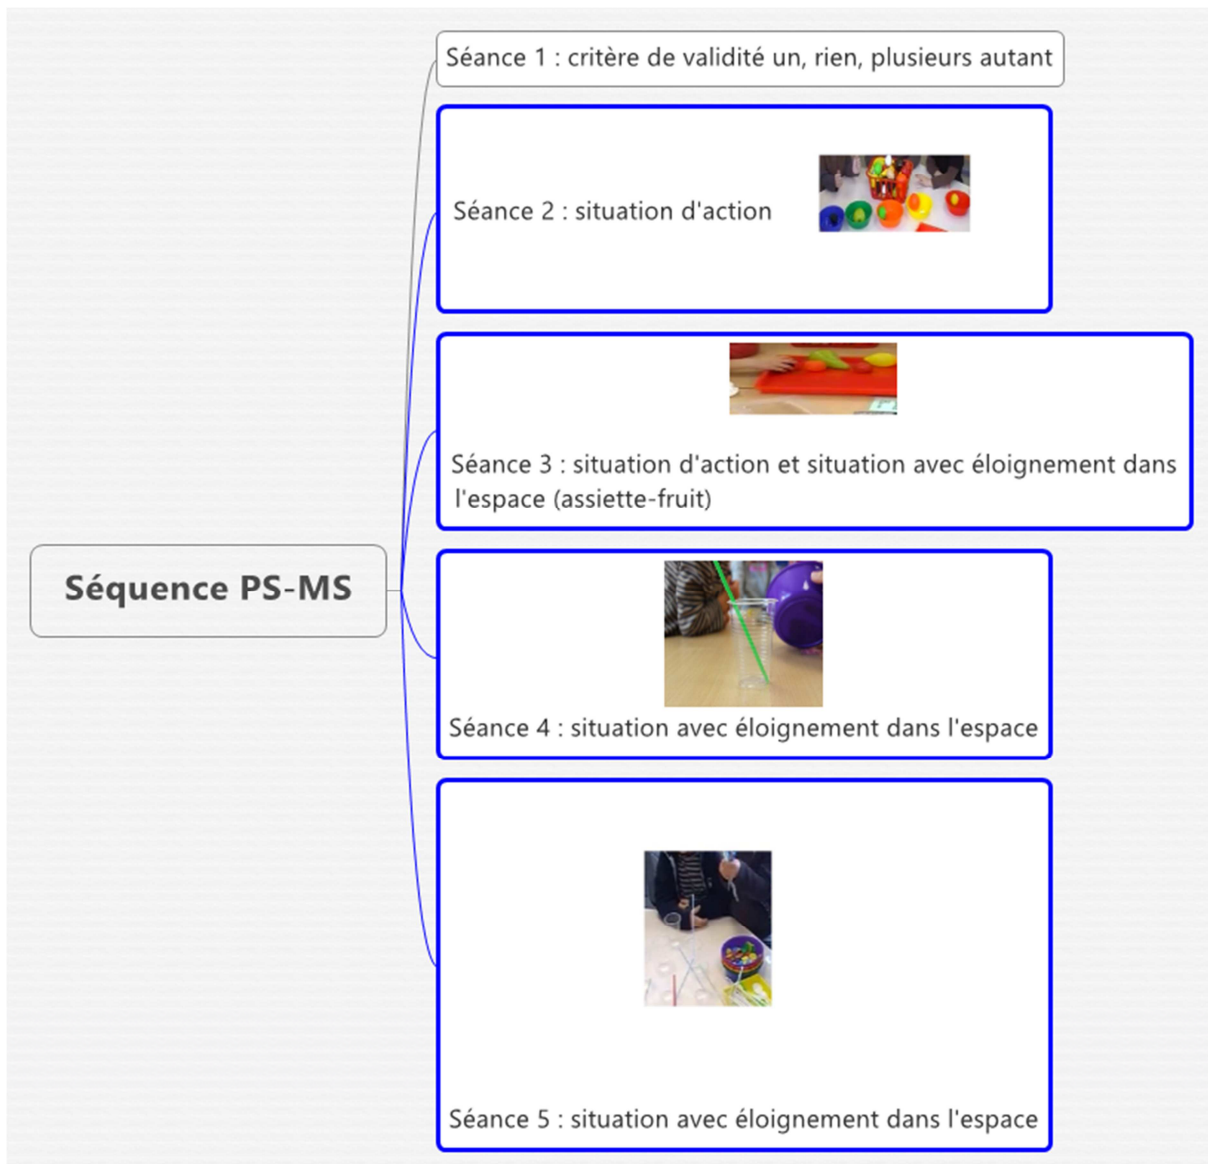 Séance 1 : critère de validité un, rien, plusieurs autant
Séance 2 : situation d'action
Séance 3 : situation d'action et situation avec éloignement dans
l'espace (assiette-fruit)
Séquence PS-MS
Séance 4 : situation avec éloignement dans l'espace
Séance 5 : situation avec éloignement dans l'espace